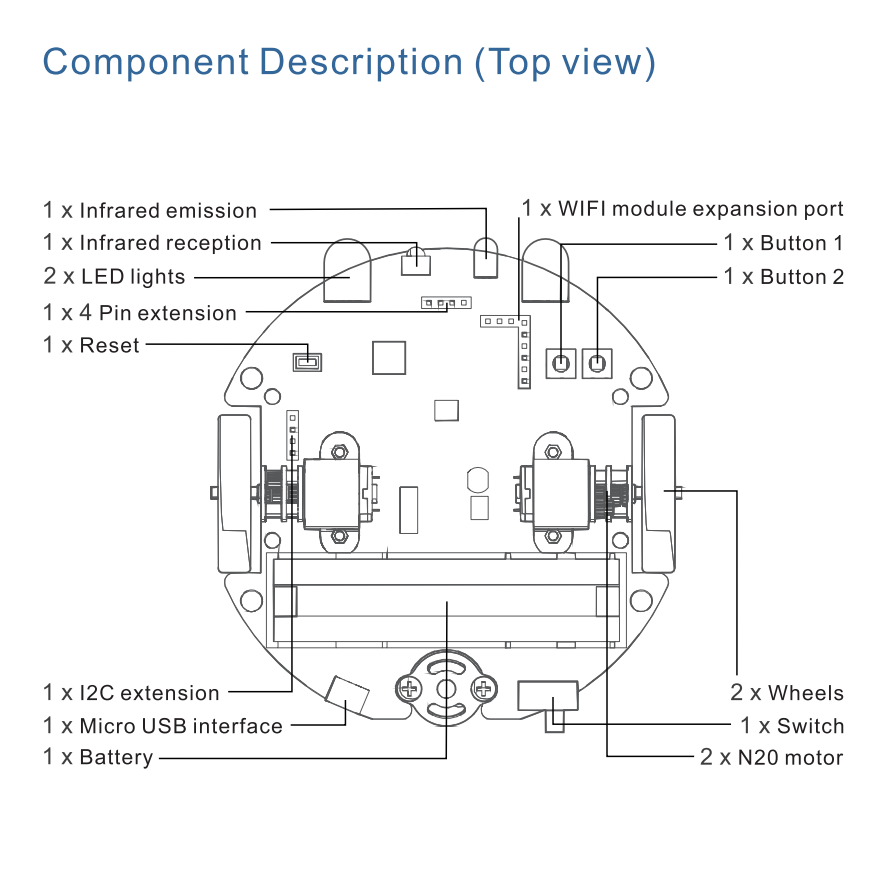 Component Description (Top view)
1 x Infrared emission
1 x Infrared reception
2 x LED lights
1 x 4 Pin extension
1 x Reset
1 x WIFI module expansion port
1 x Button 1
1 x Button 2
1 x I2C extension
1 x Micro USB interface
1 x Battery
2 x Wheels
1 x Switch
2 x N20 motor